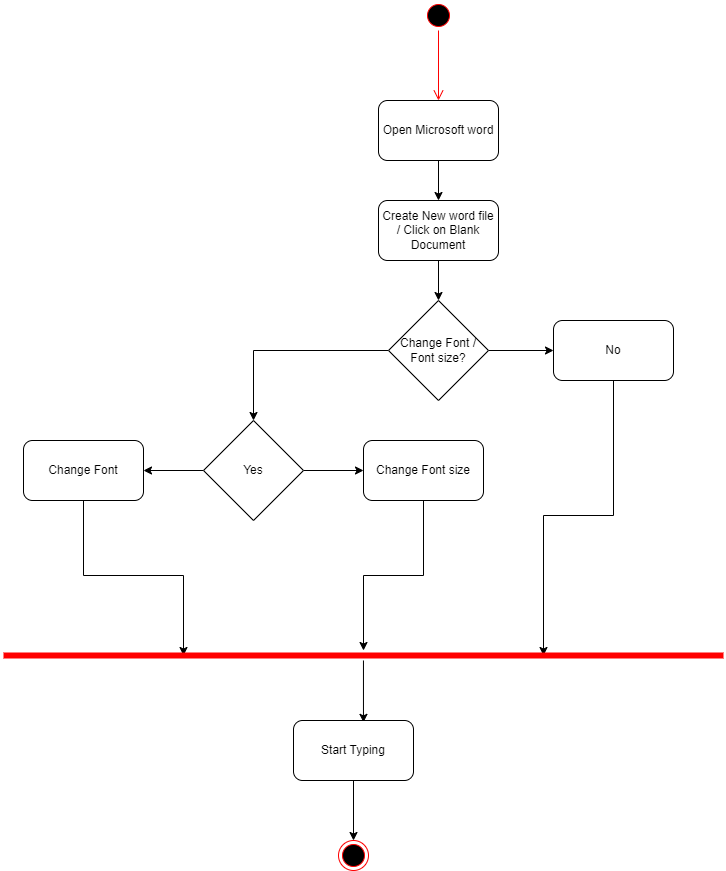 Open Microsoft word
Create New word file
/ Click on Blank
Document
Change Font /
Font size?
No
Change Font
Yes
Change Font size
Start Typing